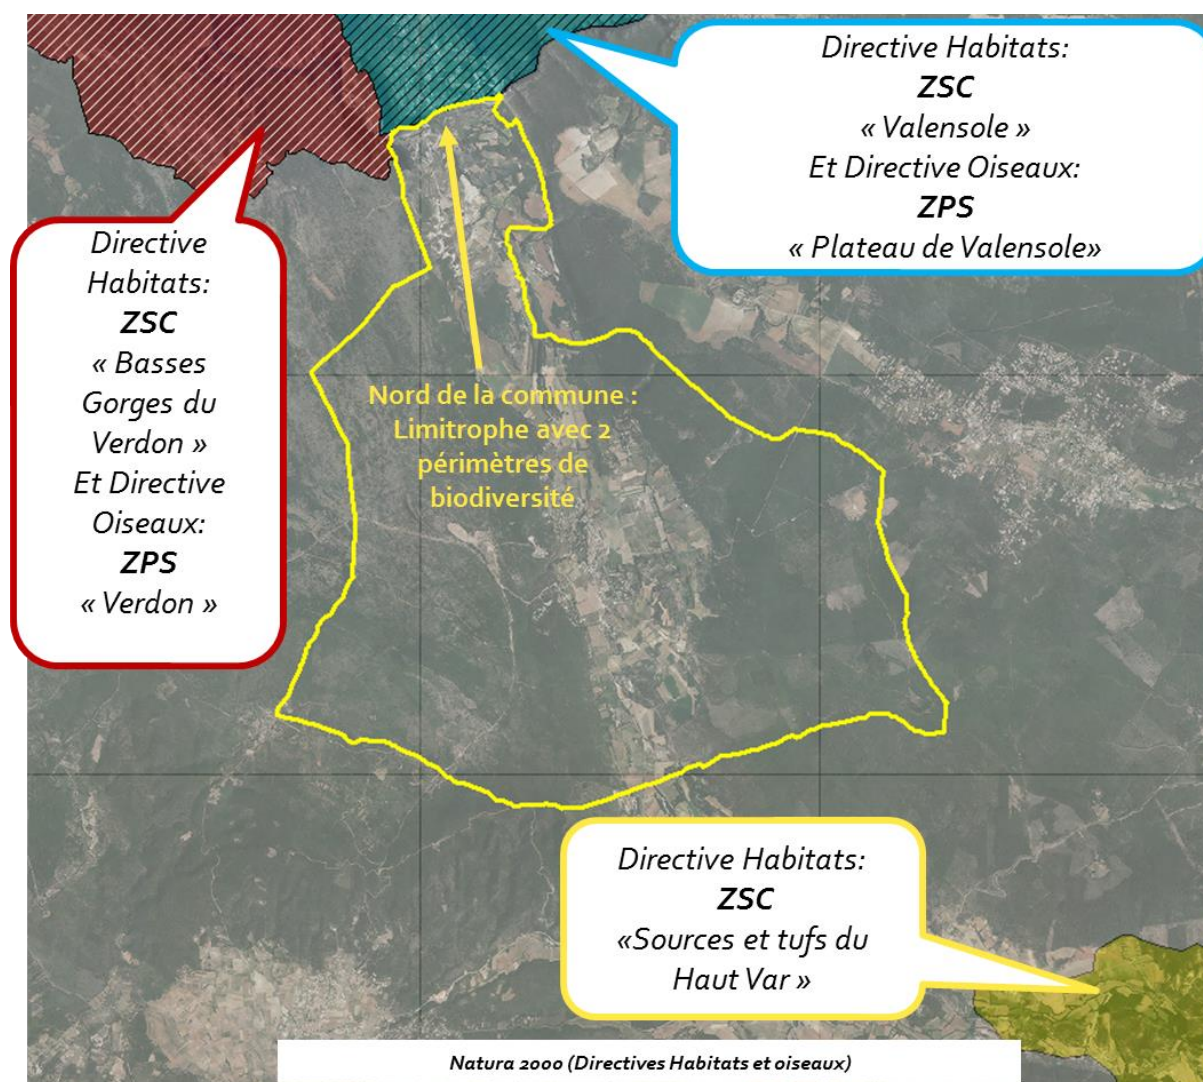 Directive Habitats:
ZSC
« Valensole »
Et Directive Oiseaux:
ZPS
« Plateau de Valensole»
Directive
Habitats:
ZSC
« Basses
Gorges du
Verdon »
Et Directive
Oiseaux:
ZPS
« Verdon »
Nord de la commune :
Limitrophe avec 2
périmètres de
biodiversité
Directive Habitats:
ZSC
«Sources et tufs du
Haut Var »
Natura 2000 (Directives Habitats et oiseaux)